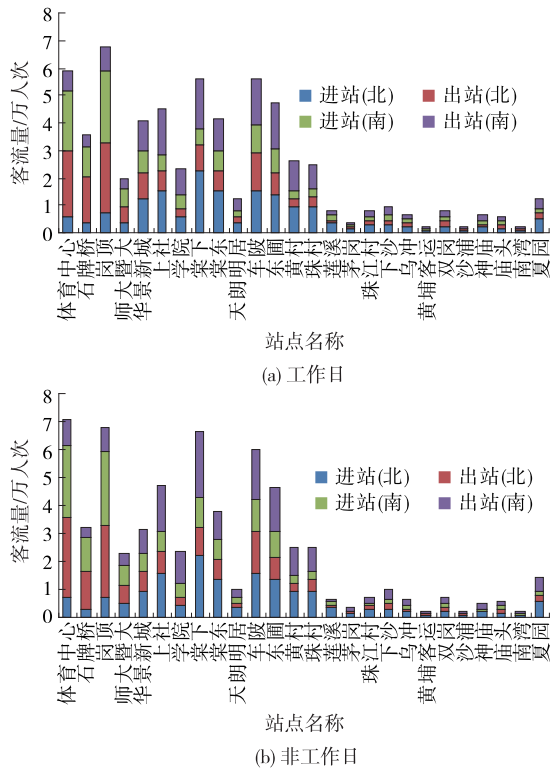 8
7
6
5
4
3
2
1
0
客流量/万人次
进站(北) 出站(北)
进站(南) 出站(南)
体育中心 石牌桥 岗顶 师大暨大 华景新城 上社 学院 棠下 棠东 天朗明居 车陂 东圃 黄村 珠村 莲溪 茅岗 珠江村 下沙 乌冲 黄埔客运 双岗 沙浦 神庙 庙头 南湾 夏园
站点名称
(a) 工作日
8
7
6
5
4
3
2
1
0
客流量/万人次
进站(北) 出站(北)
进站(南) 出站(南)
体育中心 石牌桥 岗顶 师大暨大 华景新城 上社 学院 棠下 棠东 天朗明居 车陂 东圃 黄村 珠村 莲溪 茅岗 珠江村 下沙 乌冲 黄埔客运 双岗 沙浦 神庙 庙头 南湾 夏园
站点名称
(b) 非工作日